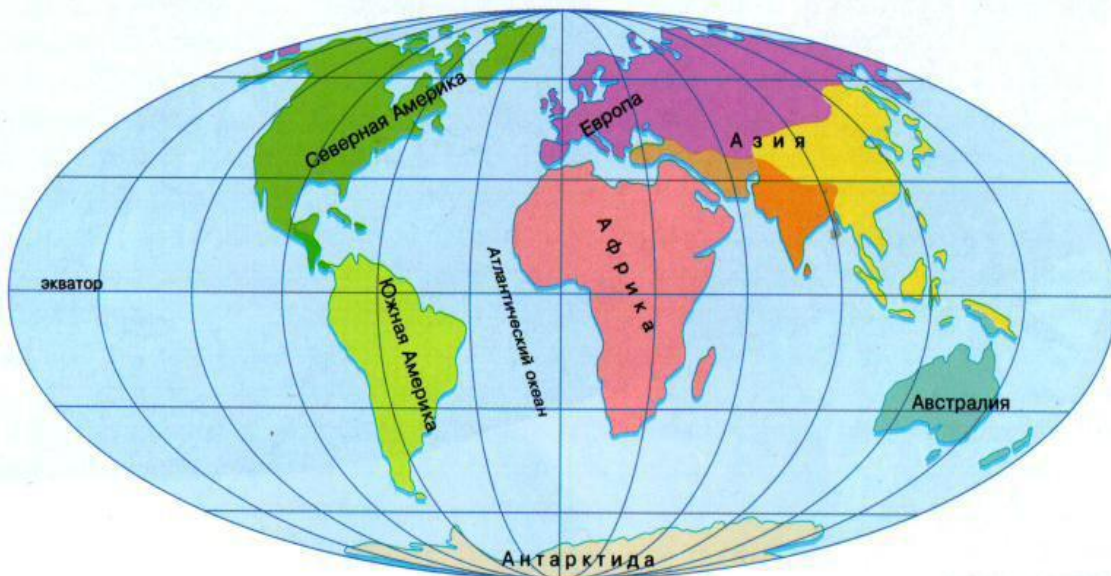 Северная Америка
Европа
Азия
Африка
Атлантический океан
экватор
Южная Америка
Австралия
Антарктида